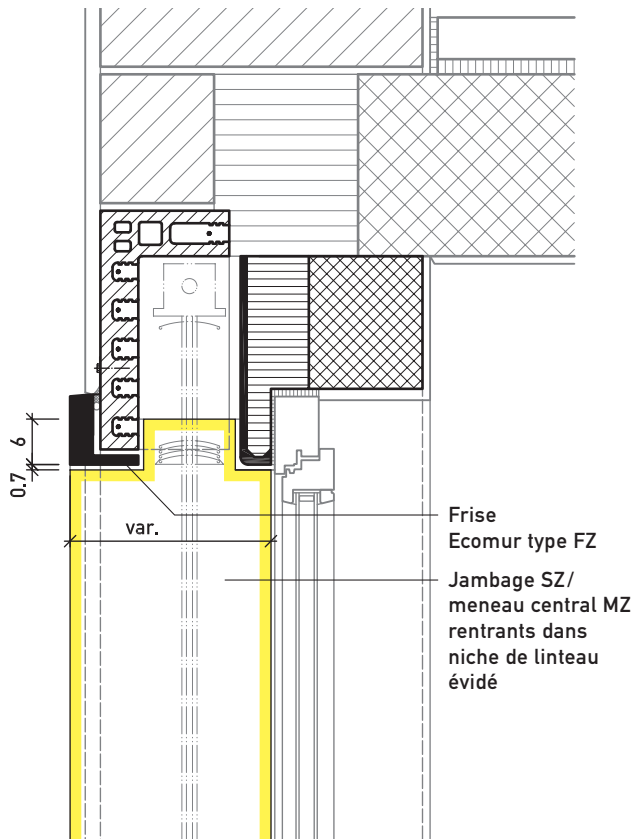 6
0.7
var.
Frise
Ecomur type FZ
Jambage SZ/
meneau central MZ
rentrants dans
niche de linteau
évidé